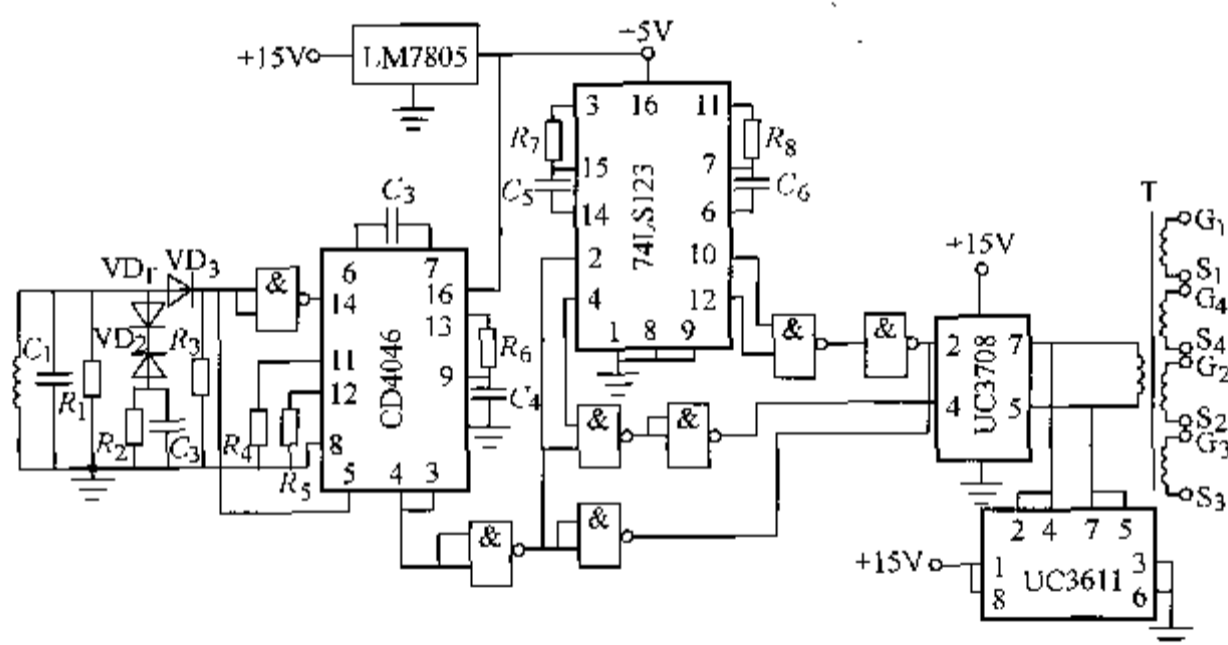 −5V
+15V
LM7805
3 16 11
R7
R8
15 7
C5
C6
14 6
74LS123
2 10
4 12
1 8 9
C3
6 7
16
14
13
11
12
9
8
5 4 3
CD4046
VD1
VD3
VD2
C1
R1
R2
C3
R3
R4
R5
R6
C4
&
&
&
&
&
&
&
+15V
2 7
4 5
UC3708
T
G1
S1
G4
S4
G2
S2
G3
S3
2 4 7 5
+15V
1 3
8 6
UC3611